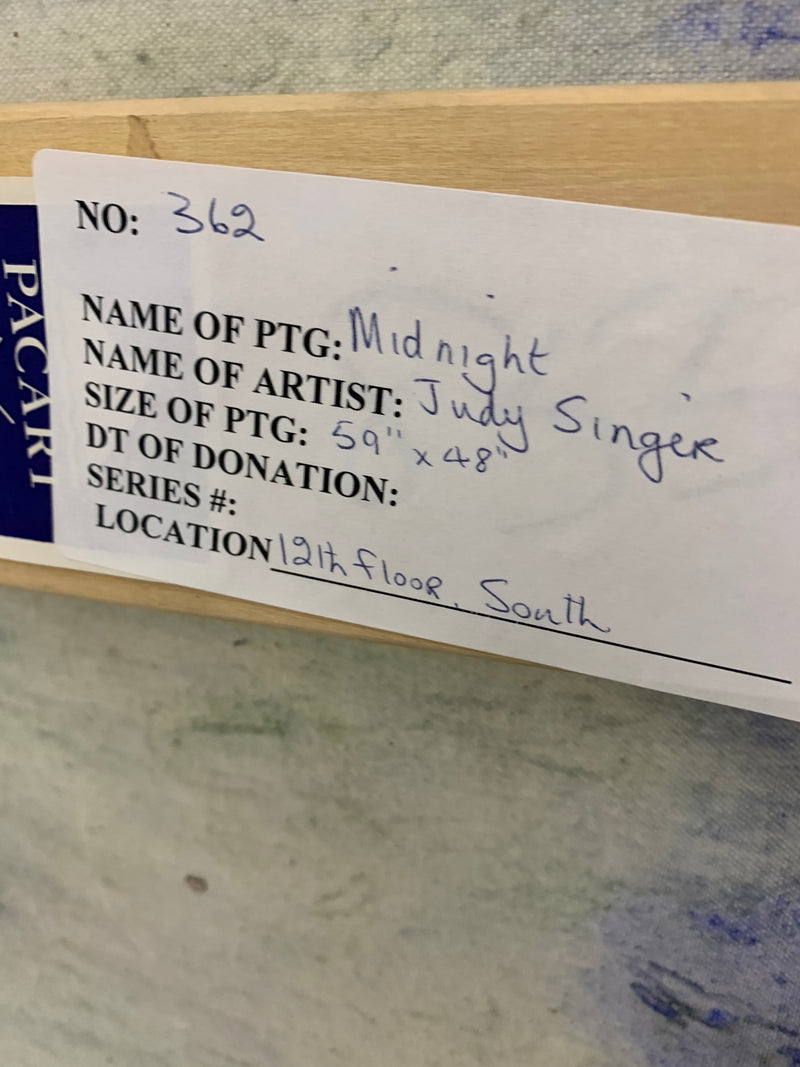 NO: 362
NAME OF PTG: Midnight
NAME OF ARTIST: Judy Singer
SIZE OF PTG: 59" x 48"
DT OF DONATION:
SERIES #:
LOCATION 12th floor, South
PACART